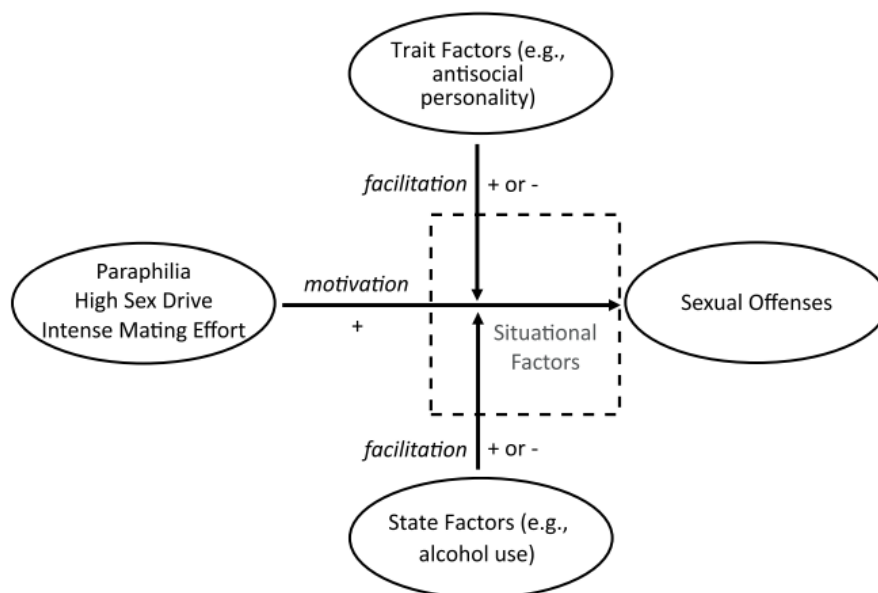 Trait Factors (e.g.,
antisocial
personality)
facilitation + or -
Paraphilia
High Sex Drive
Intense Mating Effort
motivation
+
Situational
Factors
Sexual Offenses
facilitation + or -
State Factors (e.g.,
alcohol use)